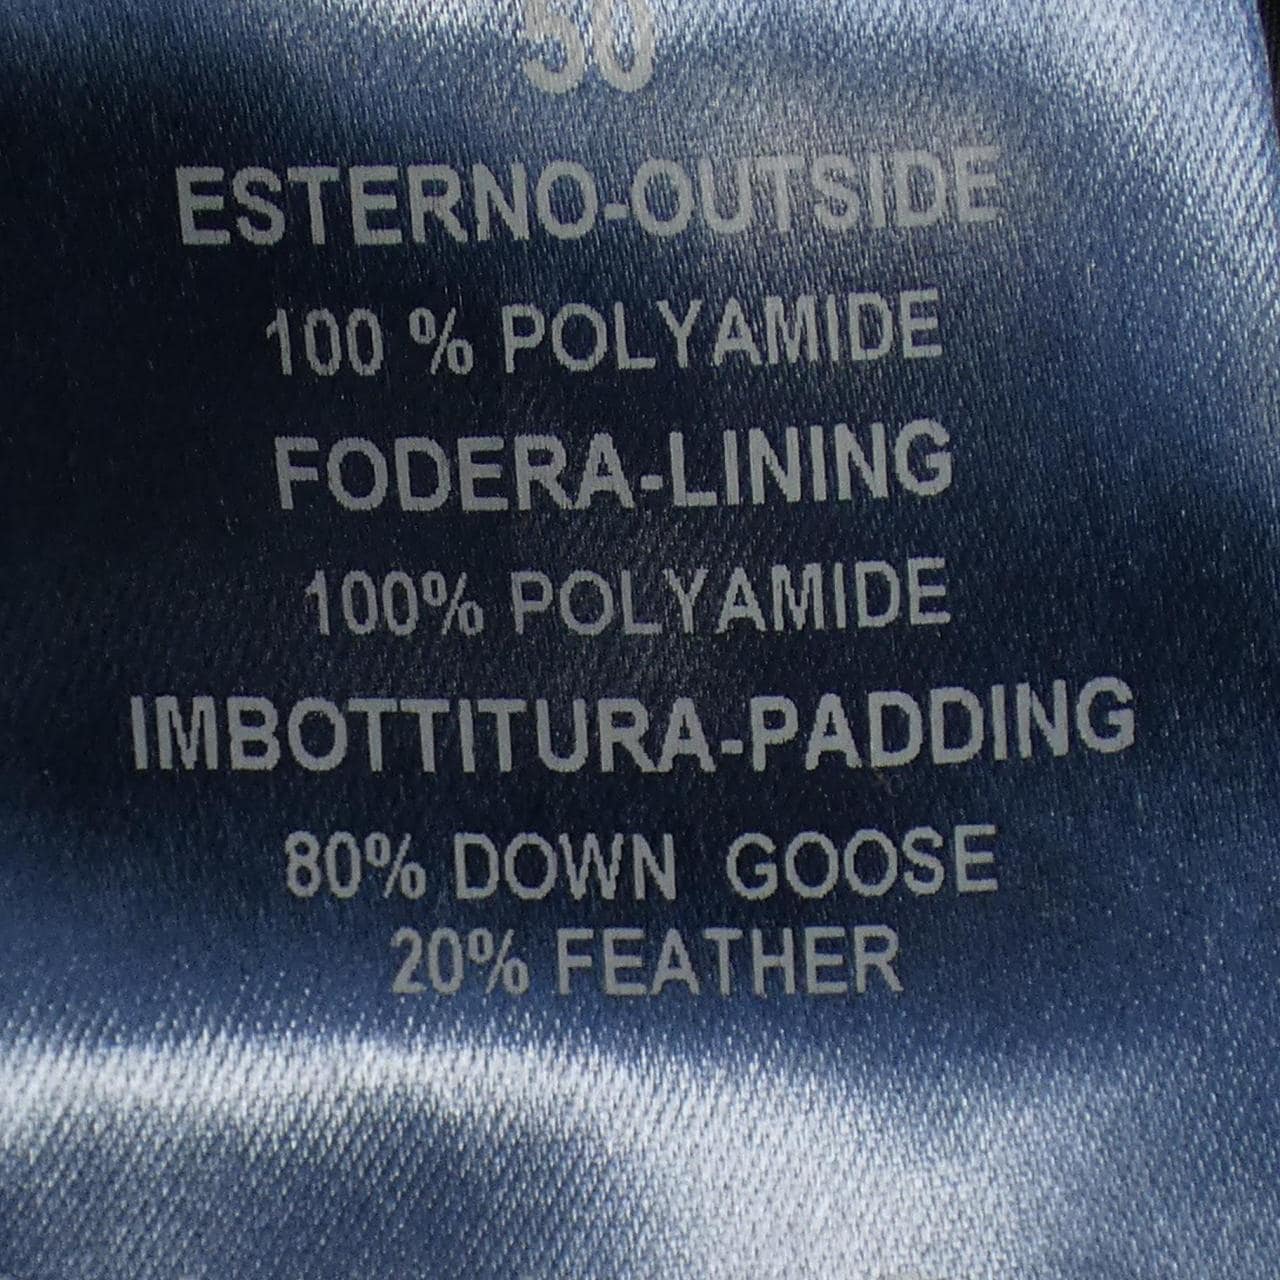 50
ESTERNO-OUTSIDE
100 % POLYAMIDE
FODERA-LINING
100% POLYAMIDE
IMBOTTITURA-PADDING
80% DOWN GOOSE
20% FEATHER